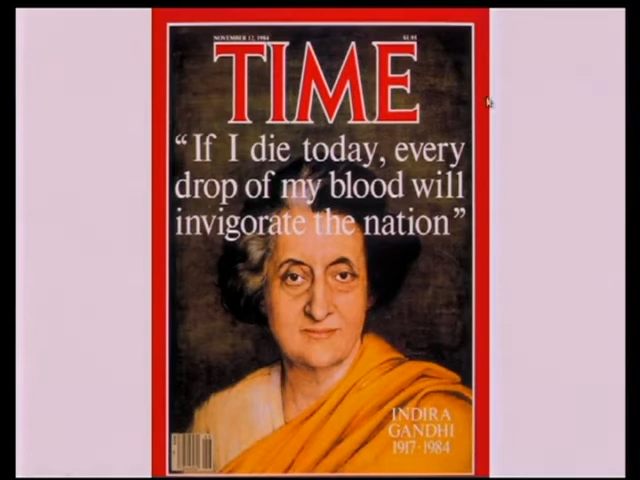 NOVEMBER 12, 1984
TIME
“If I die today, every
drop of my blood will
invigorate the nation”
INDIRA
GANDHI
1917-1984